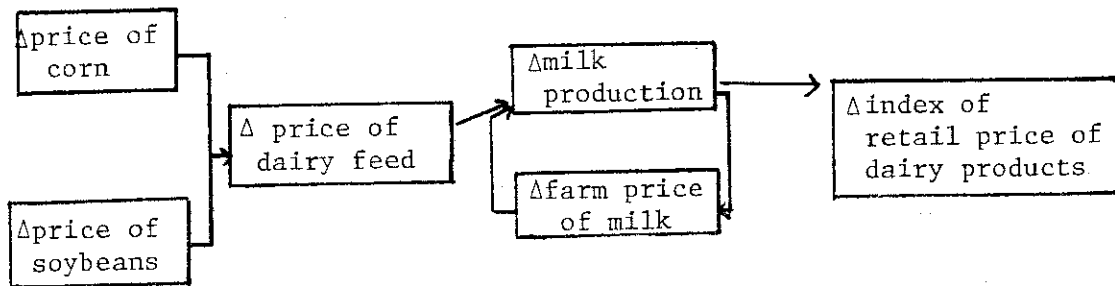 Δprice of
corn
Δprice of
soybeans
Δ price of
dairy feed
Δmilk
production
Δfarm price
of milk
Δindex of
retail price of
dairy products